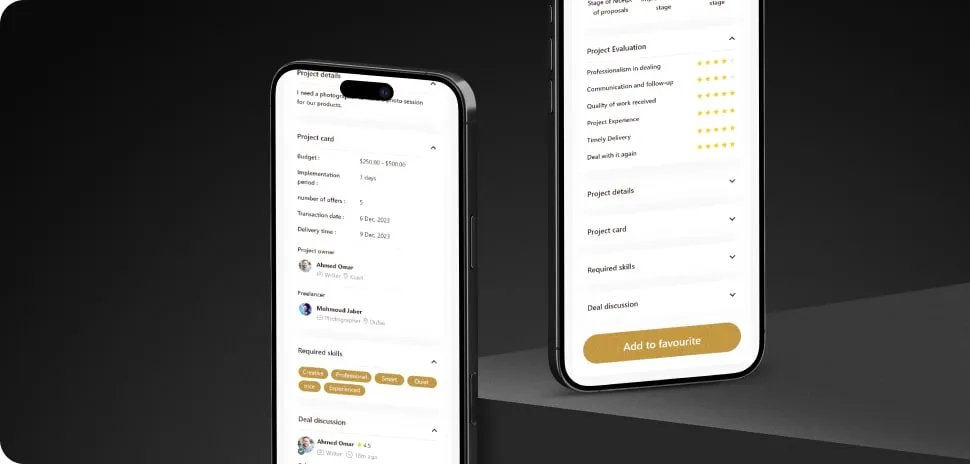 Project details
I need a photographer photo session
for our products.
Project card
Budget :
$250.00 - $500.00
Implementation
period :
3 days
number of offers :
5
Transaction date :
6 Dec, 2023
Delivery time :
9 Dec, 2023
Project owner
Ahmed Omar
Writer
Freelancer
Mahmoud Jaber
Photographer Dubai
Required skills
Creative Professional Smart Quiet
nice Experienced
Deal discussion
Ahmed Omar 4.5
Writer 18m ago
Stage of receipt
of proposals
stage
stage
Project Evaluation
Professionalism in dealing
Communication and follow-up
Quality of work received
Project Experience
Timely Delivery
Deal with it again
Project details
Project card
Required skills
Deal discussion
Add to favourite